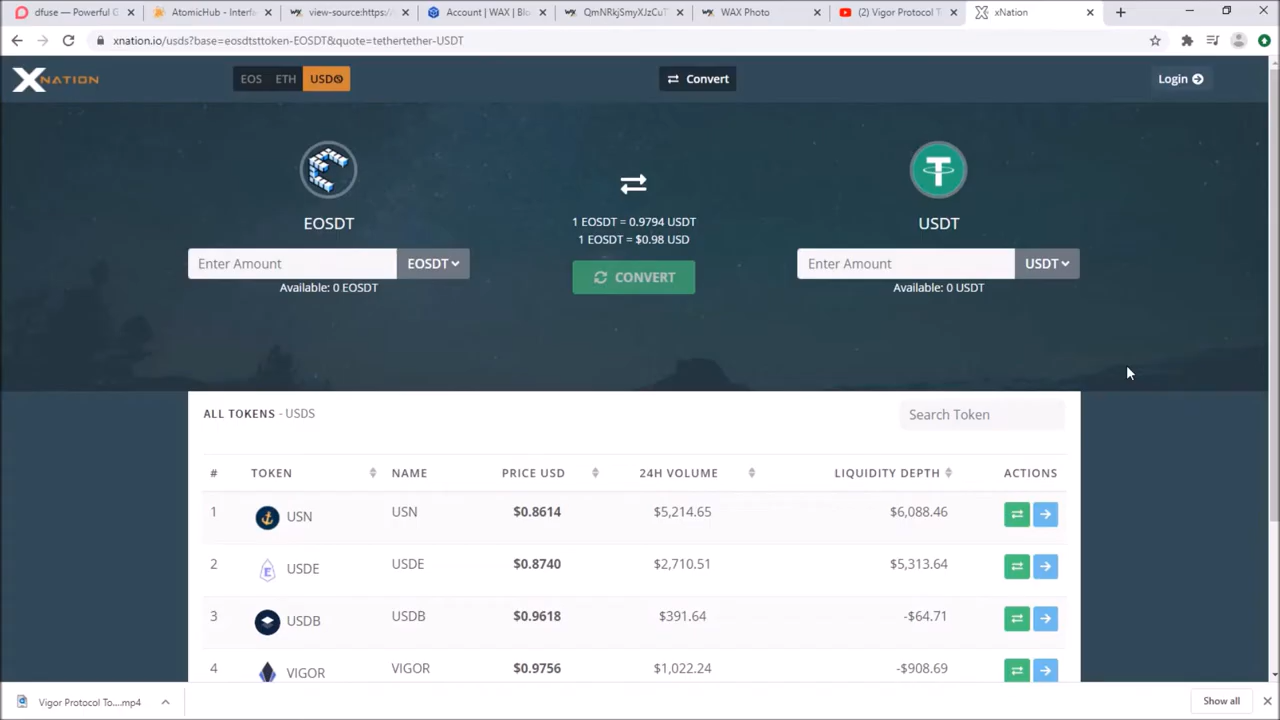 dfuse — Powerful G
AtomicHub - Interfa
view-source:https:/
Account | WAX | Blo
QmNRkjSmyXJzCuT
WAX Photo
(2) Vigor Protocol T
xNation
xnation.io/usds?base=eosdtsttoken-EOSDT&quote=tethertether-USDT
X NATION
EOS ETH USD
Convert
Login
EOSDT
USDT
1 EOSDT = 0.9794 USDT
1 EOSDT = $0.98 USD
Enter Amount EOSDT
CONVERT
Enter Amount USDT
Available: 0 EOSDT
Available: 0 USDT
ALL TOKENS - USDS
Search Token
# TOKEN NAME PRICE USD 24H VOLUME LIQUIDITY DEPTH ACTIONS
1 USN USN $0.8614 $5,214.65 $6,088.46
2 USDE USDE $0.8740 $2,710.51 $5,313.64
3 USDB USDB $0.9618 $391.64 -$64.71
4 VIGOR VIGOR $0.9756 $1,022.24 -$908.69
Vigor Protocol To....mp4
Show all